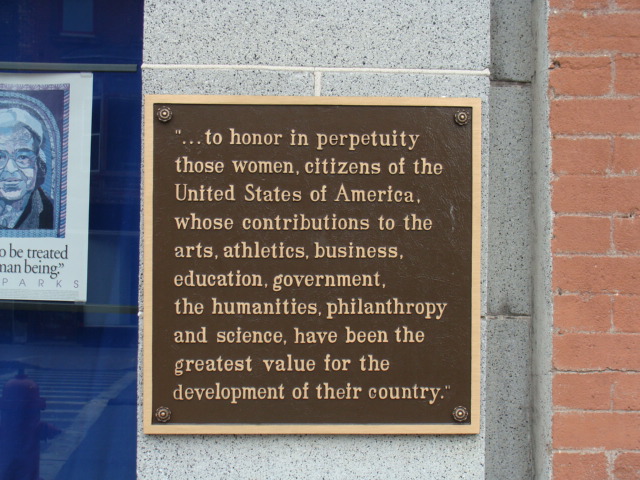 "...to honor in perpetuity
those women, citizens of the
United States of America,
whose contributions to the
arts, athletics, business,
education, government,
the humanities, philanthropy
and science, have been the
greatest value for the
development of their country."
o be treated
man being."
PARKS